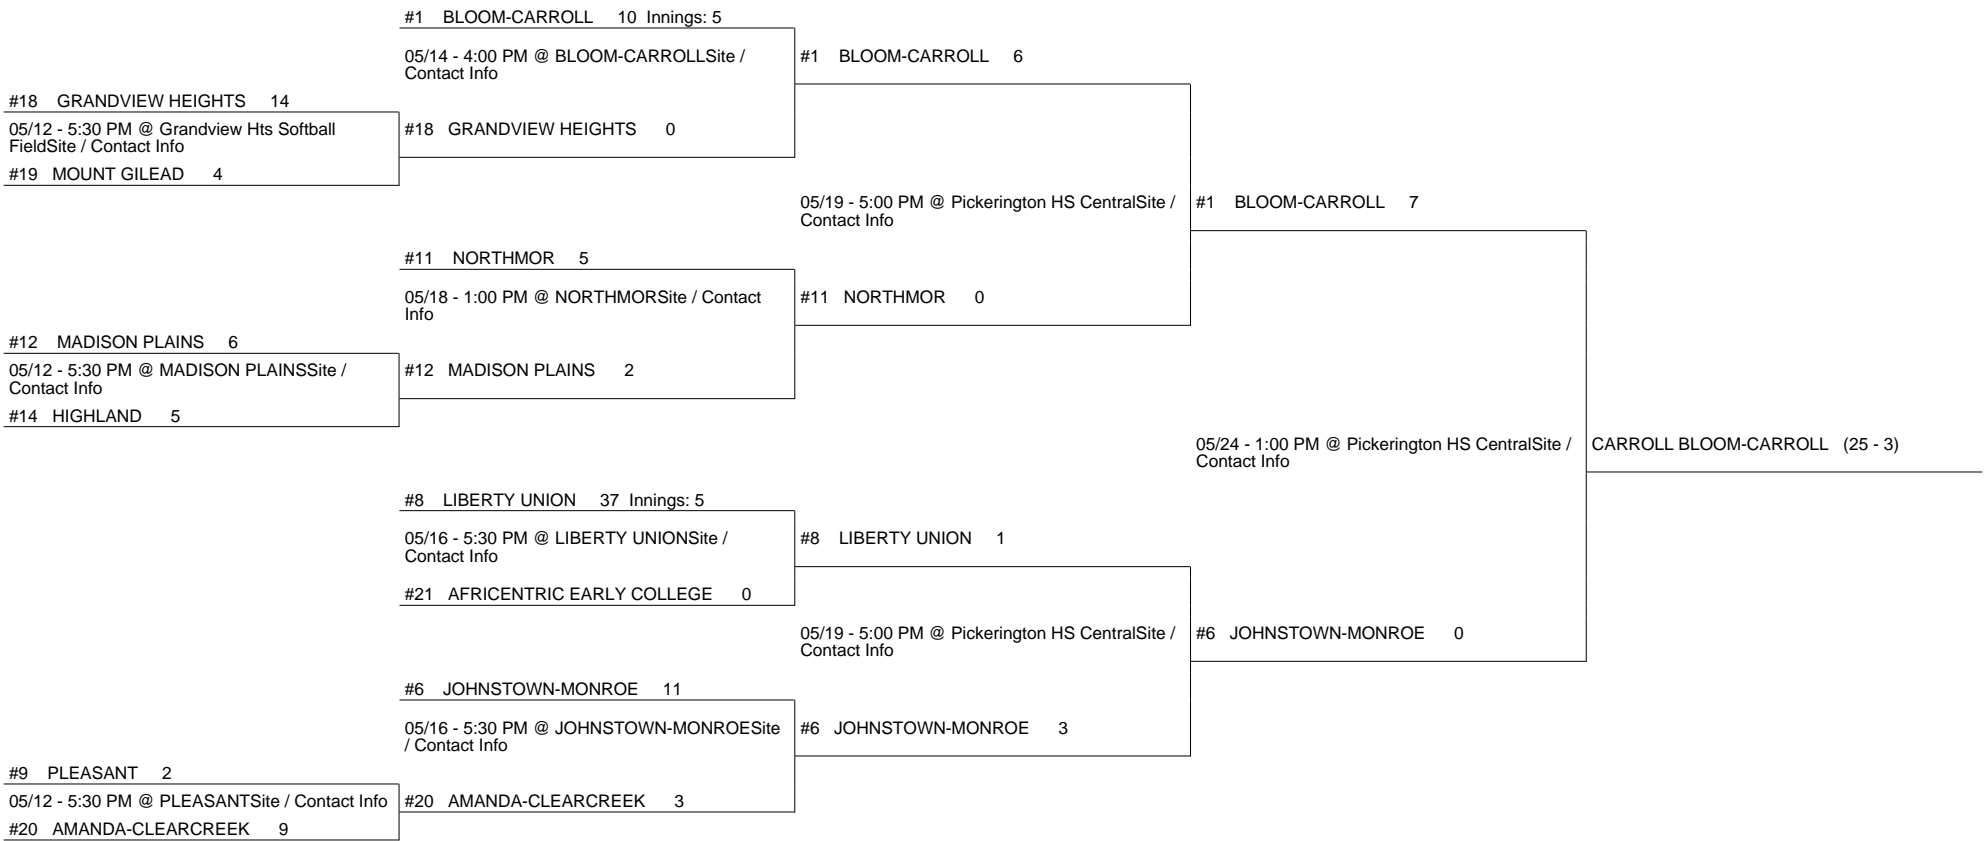 #1 BLOOM-CARROLL 10 Innings: 5
05/14 - 4:00 PM @ BLOOM-CARROLLSite /
Contact Info
#1 BLOOM-CARROLL 6
#18 GRANDVIEW HEIGHTS 14
05/12 - 5:30 PM @ Grandview Hts Softball
FieldSite / Contact Info
#18 GRANDVIEW HEIGHTS 0
#19 MOUNT GILEAD 4
05/19 - 5:00 PM @ Pickerington HS CentralSite /
Contact Info
#1 BLOOM-CARROLL 7
#11 NORTHMOR 5
05/18 - 1:00 PM @ NORTHMORSite / Contact
Info
#11 NORTHMOR 0
#12 MADISON PLAINS 6
05/12 - 5:30 PM @ MADISON PLAINSSite /
Contact Info
#12 MADISON PLAINS 2
#14 HIGHLAND 5
05/24 - 1:00 PM @ Pickerington HS CentralSite /
Contact Info
CARROLL BLOOM-CARROLL (25 - 3)
#8 LIBERTY UNION 37 Innings: 5
05/16 - 5:30 PM @ LIBERTY UNIONSite /
Contact Info
#8 LIBERTY UNION 1
#21 AFRICENTRIC EARLY COLLEGE 0
05/19 - 5:00 PM @ Pickerington HS CentralSite /
Contact Info
#6 JOHNSTOWN-MONROE 0
#6 JOHNSTOWN-MONROE 11
05/16 - 5:30 PM @ JOHNSTOWN-MONROESite
/ Contact Info
#6 JOHNSTOWN-MONROE 3
#9 PLEASANT 2
05/12 - 5:30 PM @ PLEASANTSite / Contact Info
#20 AMANDA-CLEARCREEK 3
#20 AMANDA-CLEARCREEK 9